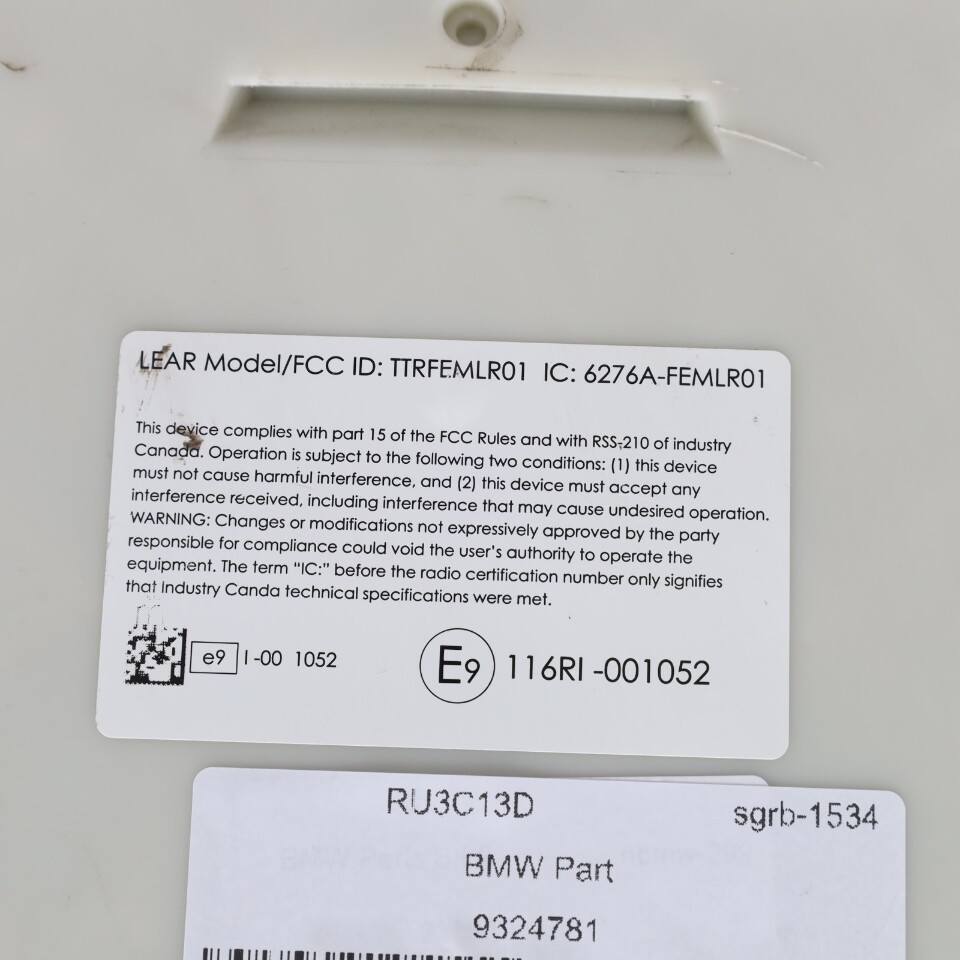 LEAR Model/FCC ID: TTRFEMLR01 IC: 6276A-FEMLR01
This device complies with part 15 of the FCC Rules and with RSS-210 of industry
Canada. Operation is subject to the following two conditions: (1) this device
must not cause harmful interference, and (2) this device must accept any
interference received, including interference that may cause undesired operation.
WARNING: Changes or modifications not expressively approved by the party
responsible for compliance could void the user's authority to operate the
equipment. The term "IC:" before the radio certification number only signifies
that Industry Canda technical specifications were met.
e9 I-00 1052 E9 116RI -001052
RU3C13D sgrb-1534
BMW Part
9324781